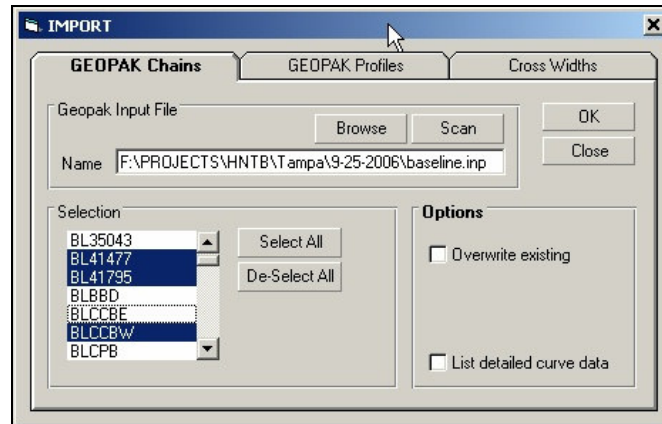 IMPORT
GEOPAK Chains GEOPAK Profiles Cross Widths
Geopak Input File
Browse Scan
Name F:\PROJECTS\HNTB\Tampa\9-25-2006\baseline.inp
OK
Close
Selection
BL35043
BL41477
BL41795
BLBBD
BLCCBE
BLCCBW
BLCPB
Select All
De-Select All
Options
Overwrite existing
List detailed curve data